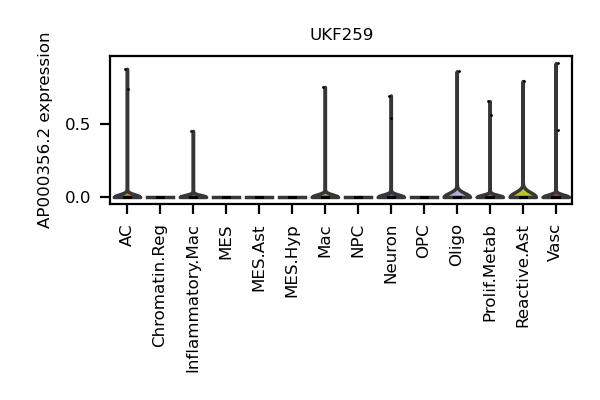 UKF259
AP000356.2 expression
0.5
0.0
AC
Chromatin.Reg
Inflammatory.Mac
MES
MES.Ast
MES.Hyp
Mac
NPC
Neuron
OPC
Oligo
Prolif.Metab
Reactive.Ast
Vasc